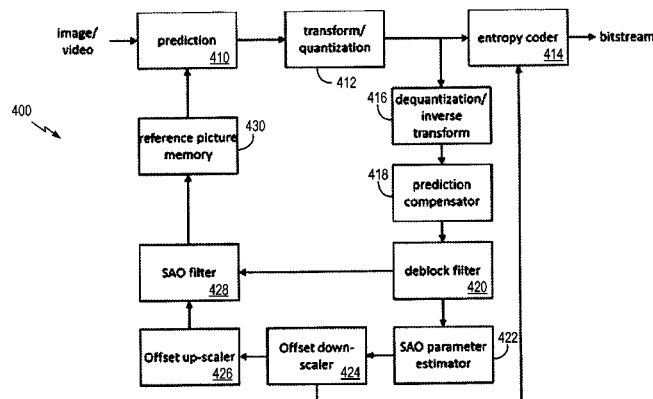 image/
video
prediction
410
transform/
quantization
412
entropy coder
414
bitstream
400
416
dequantization/
inverse
transform
reference picture
memory
430
418
prediction
compensator
SAO filter
428
deblock filter
420
Offset up-scaler
426
Offset down-
scaler
424
SAO parameter
estimator
422